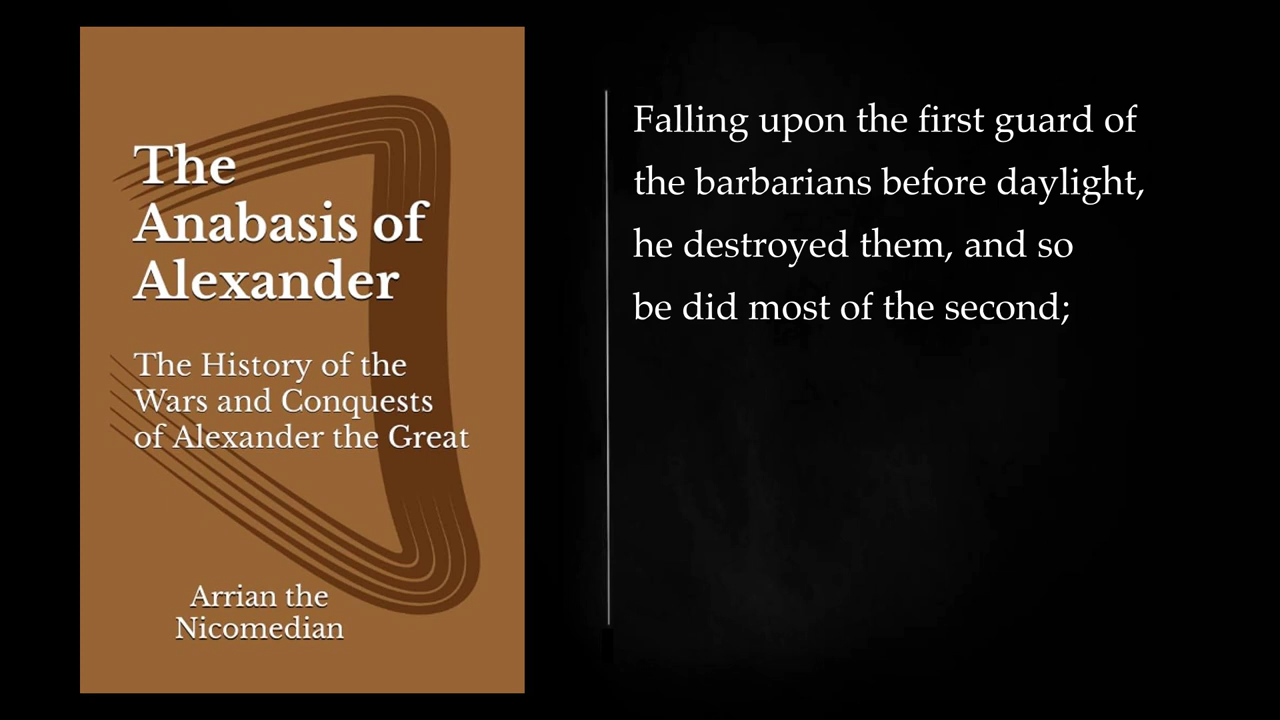 The
Anabasis of
Alexander
The History of the
Wars and Conquests
of Alexander the Great
Arrian the
Nicomedian
Falling upon the first guard of
the barbarians before daylight,
he destroyed them, and so
be did most of the second;